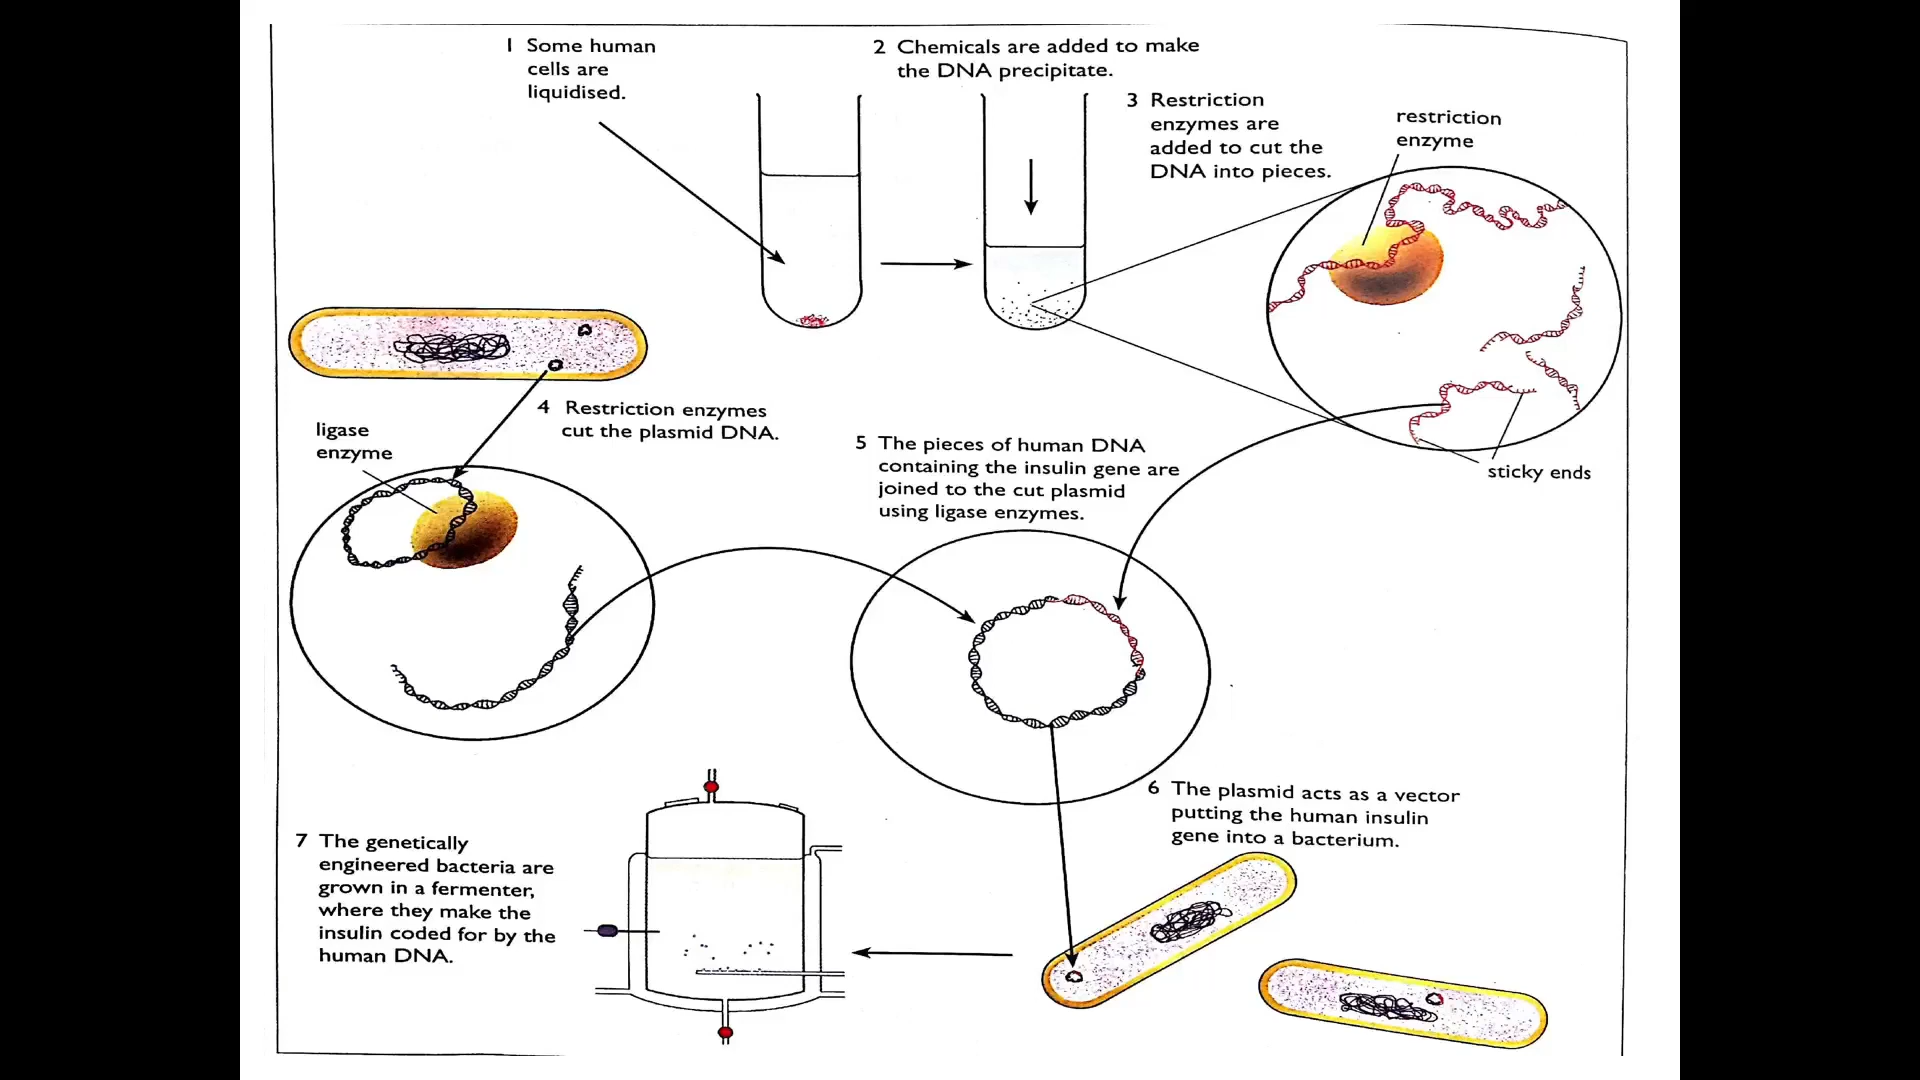 1 Some human
cells are
liquidised.
2 Chemicals are added to make
the DNA precipitate.
3 Restriction
enzymes are
added to cut the
DNA into pieces.
restriction
enzyme
sticky ends
4 Restriction enzymes
cut the plasmid DNA.
ligase
enzyme
5 The pieces of human DNA
containing the insulin gene are
joined to the cut plasmid
using ligase enzymes.
6 The plasmid acts as a vector
putting the human insulin
gene into a bacterium.
7 The genetically
engineered bacteria are
grown in a fermenter,
where they make the
insulin coded for by the
human DNA.